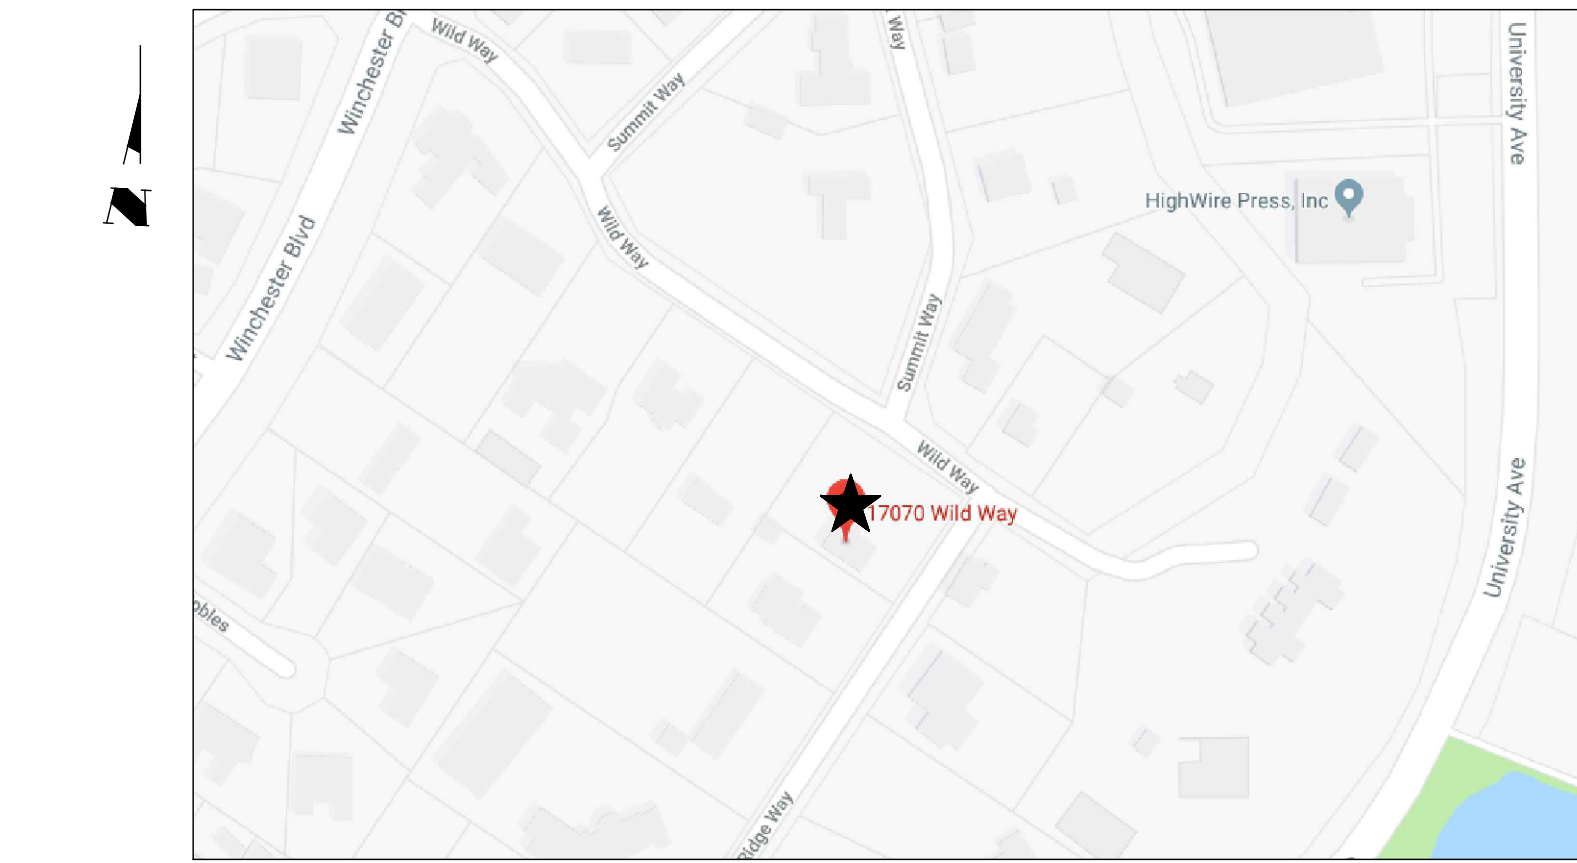 Wild Way
Way
Winchester Bl
University Ave
Summit Way
N
HighWire Press, Inc
Wild Way
Winchester Blvd
Summit Way
Wild Way
17070 Wild Way
University Ave
obles
Ridge Way